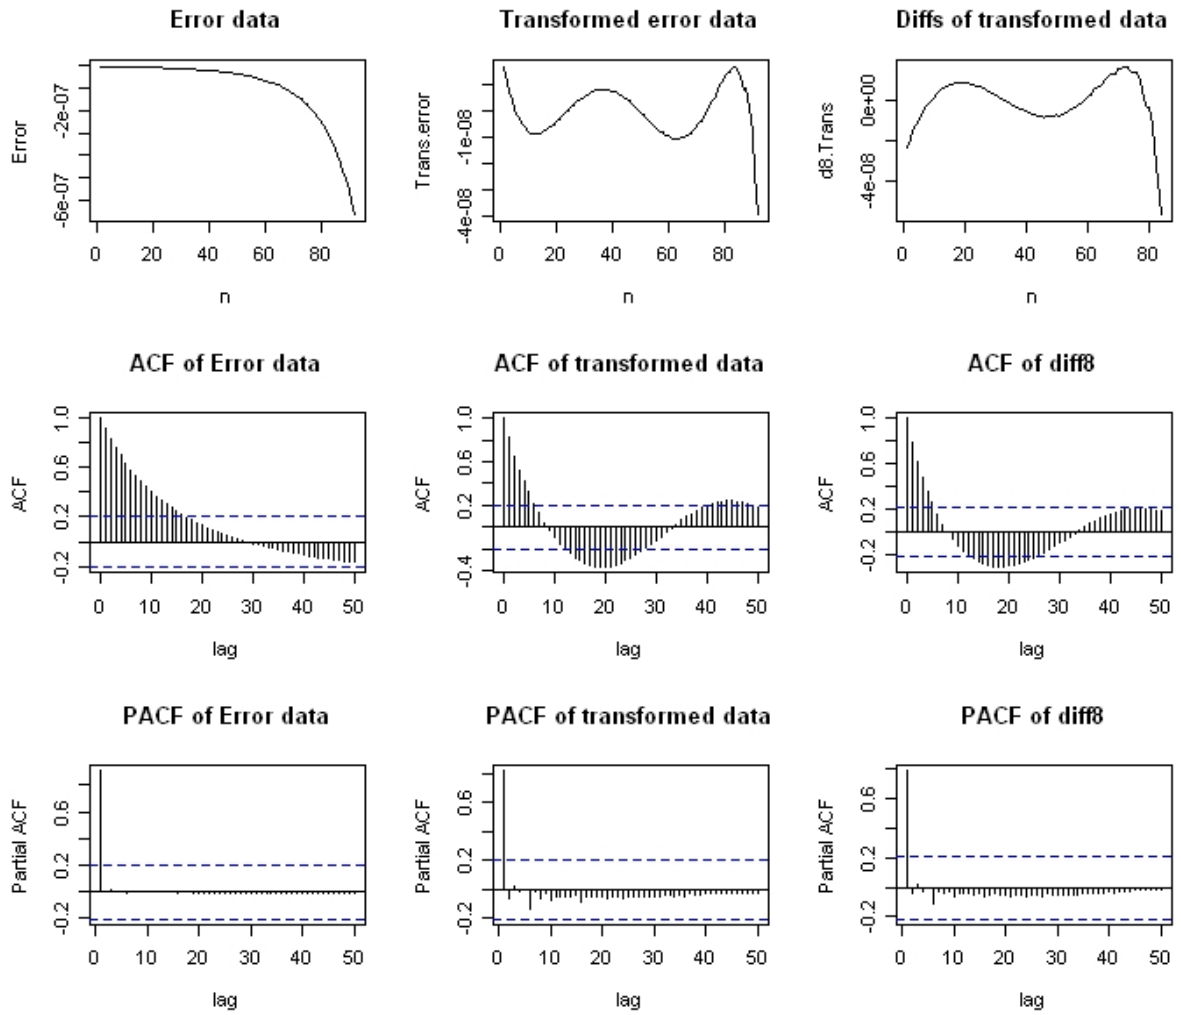 Error data
Transformed error data
Diffs of transformed data
Error
-6e-07
-2e-07
0
20
40
60
80
n
Trans.error
-4e-08
-1e-08
0
20
40
60
80
n
d8.Trans
-4e-08
0e+00
0
20
40
60
80
n
ACF of Error data
ACF of transformed data
ACF of diff8
ACF
-0.2
0.2
0.6
1.0
0
10
20
30
40
50
lag
ACF
-0.4
0.2
0.6
1.0
0
10
20
30
40
50
lag
ACF
-0.2
0.2
0.6
1.0
0
10
20
30
40
50
lag
PACF of Error data
PACF of transformed data
PACF of diff8
Partial ACF
-0.2
0.2
0.6
0
10
20
30
40
50
lag
Partial ACF
-0.2
0.2
0.6
0
10
20
30
40
50
lag
Partial ACF
-0.2
0.2
0.6
0
10
20
30
40
50
lag